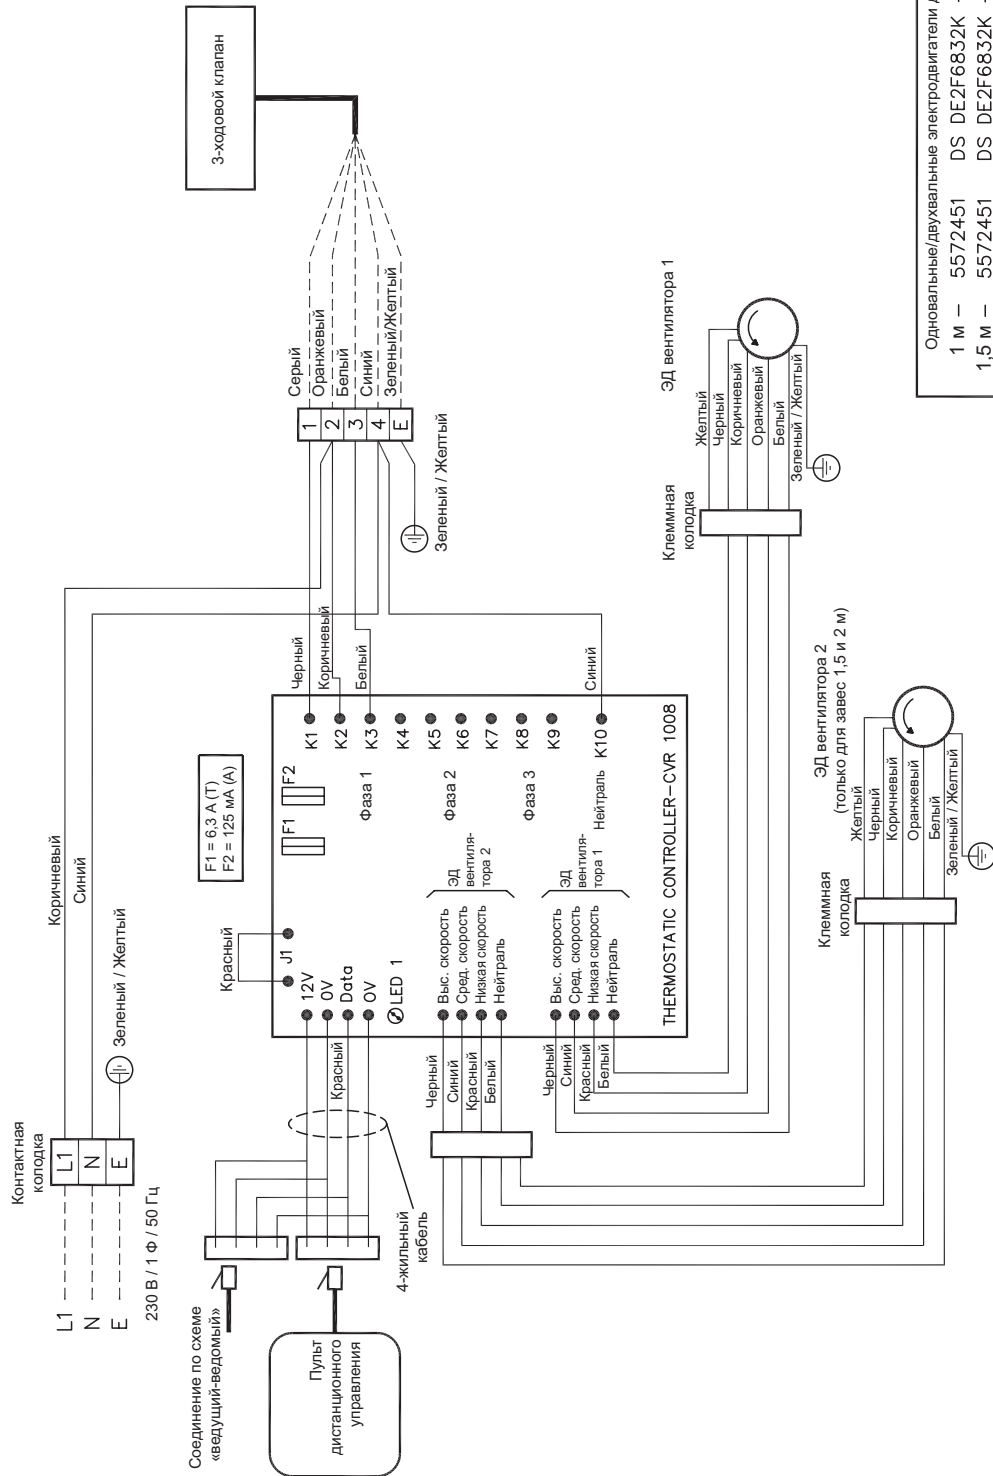 Контактная
колодка
L1
N
E
L1
N
E
230 В / 1 Ф / 50 Гц
Коричневый
Синий
Зеленый / Желтый
Соединение по схеме
«ведущий-ведомый»
Пульт
дистанционного
управления
4-жильный
кабель
Красный
Красный
J1
12V
0V
Data
0V
LED 1
F1 = 6,3 А (Т)
F2 = 125 мА (А)
F1
F2
K1
K2
K3
K4
K5
K6
K7
K8
K9
K10
Фаза 1
Фаза 2
Фаза 3
Нейтраль
Выс. скорость
Сред. скорость
Низкая скорость
Нейтраль
ЭД
вентиля-
тора 2
Выс. скорость
Сред. скорость
Низкая скорость
Нейтраль
ЭД
вентиля-
тора 1
THERMOSTATIC CONTROLLER-CVR 1008
Черный
Синий
Красный
Белый
Черный
Синий
Красный
Белый
Черный
Коричневый
Белый
Синий
1
2
3
4
E
Серый
Оранжевый
Белый
Синий
Зеленый/Желтый
Зеленый / Желтый
3-ходовой клапан
Клеммная
колодка
ЭД вентилятора 1
Желтый
Черный
Коричневый
Оранжевый
Белый
Зеленый / Желтый
Клеммная
колодка
ЭД вентилятора 2
(только для завес 1,5 и 2 м)
Желтый
Черный
Коричневый
Оранжевый
Белый
Зеленый / Желтый
Одновальные/двухвальные электродвигатели
1 м – 5572451 DS DE2F6832K
1,5 м – 5572451 DS DE2F6832K